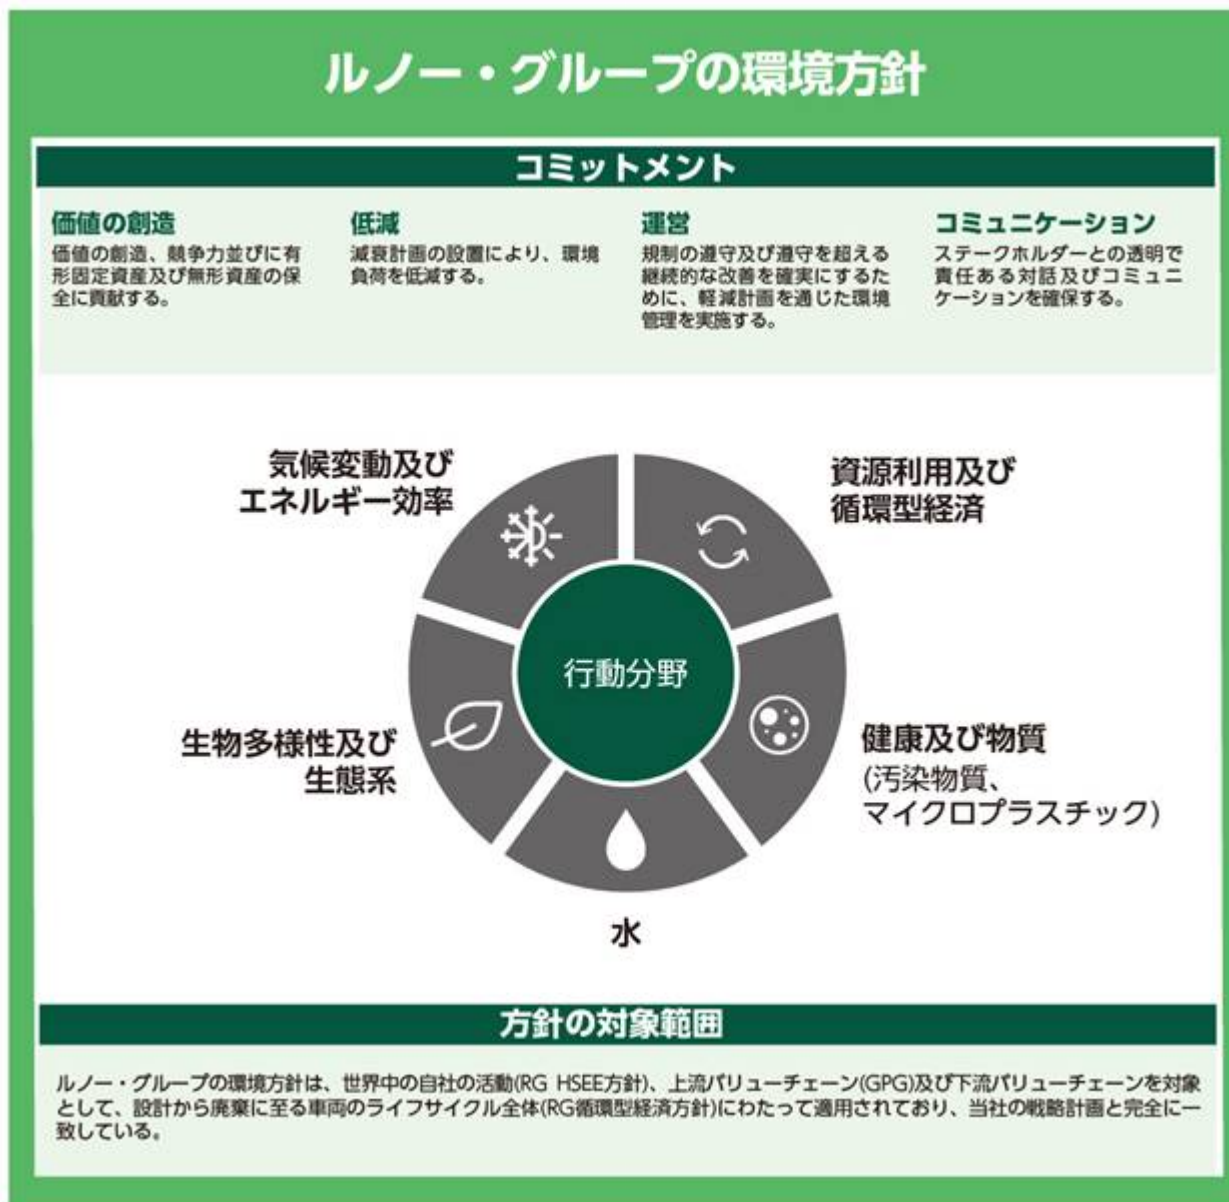 ルノー・グループの環境方針
コミットメント
価値の創造
価値の創造、競争力並びに有
形固定資産及び無形資産の保
全に貢献する。
低減
減衰計画の設置により、環境
負荷を低減する。
運営
規制の遵守及び遵守を超える
継続的な改善を確実にするた
めに、軽減計画を通じた環境
管理を実施する。
コミュニケーション
ステークホルダーとの透明で
責任ある対話及びコミュニ
ケーションを確保する。
気候変動及び
エネルギー効率
資源利用及び
循環型経済
行動分野
生物多様性及び
生態系
健康及び物質
(汚染物質、
マイクロプラスチック)
水
方針の対象範囲
ルノー・グループの環境方針は、世界中の自社の活動(RG HSEE方針)、上流バリューチェーン(GPG)及び下流バリューチェーンを対象
として、設計から廃棄に至る車両のライフサイクル全体(RG循環型経済方針)にわたって適用されており、当社の戦略計画と完全に一
致している。